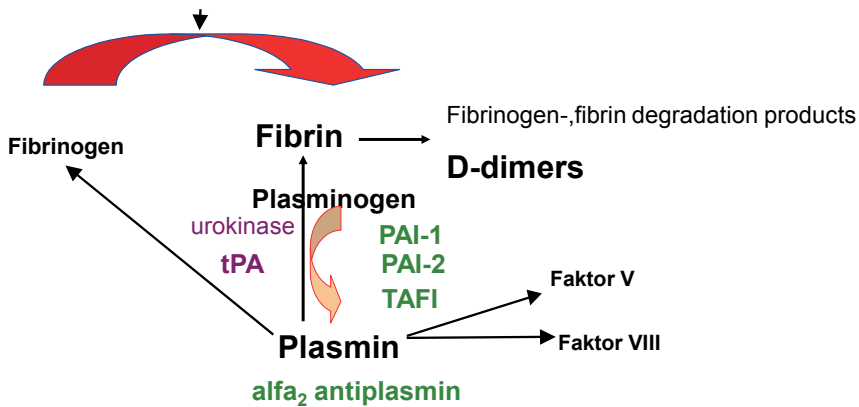 Fibrinogen-,fibrin degradation products
Fibrin
Fibrinogen
D-dimers
Plasminogen
urokinase
PAI-1
tPA
PAI-2
TAFI
Faktor V
Plasmin
Faktor VIII
alfa₂ antiplasmin